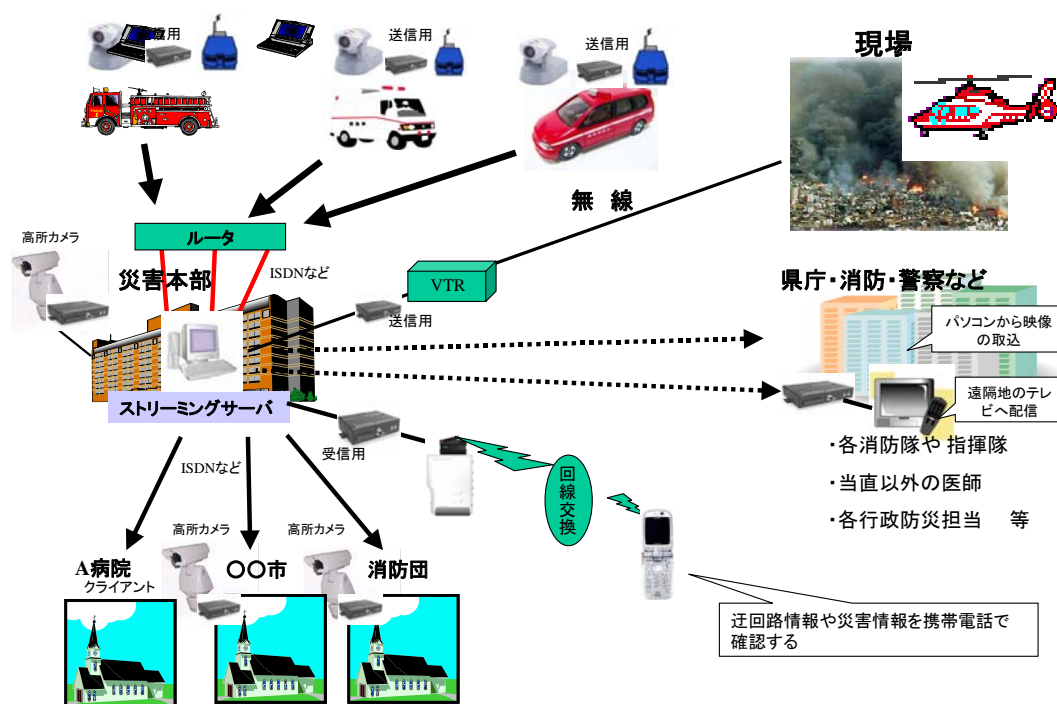 送信用
送信用
送信用
現場
無 線
ルータ
高所カメラ
災害本部
ISDNなど
VTR
送信用
県庁・消防・警察など
パソコンから映像
の取込
遠隔地のテレ
ビへ配信
ストリーミングサーバ
受信用
・各消防隊や 指揮隊
・当直以外の医師
・各行政防災担当 等
ISDNなど
回線交換
高所カメラ
高所カメラ
A病院
クライアント
〇〇市
消防団
迂回路情報や災害情報を携帯電話で
確認する